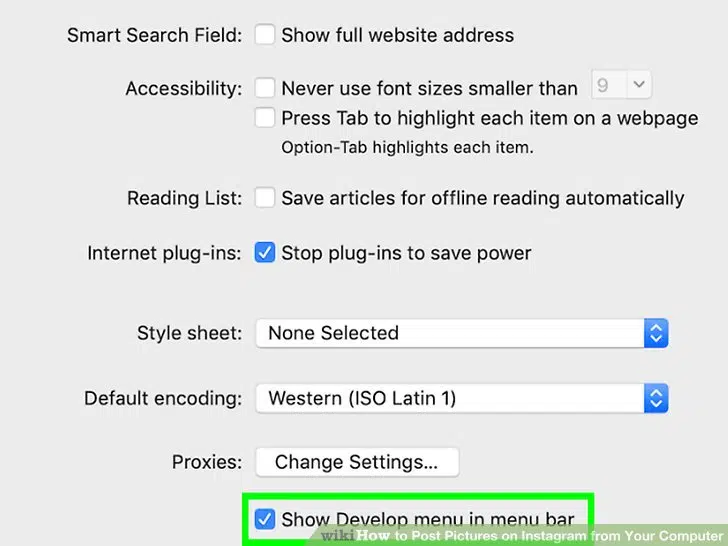 Smart Search Field: Show full website address
Accessibility: Never use font sizes smaller than 9
Press Tab to highlight each item on a webpage
Option-Tab highlights each item.
Reading List: Save articles for offline reading automatically
Internet plug-ins: Stop plug-ins to save power
Style sheet: None Selected
Default encoding: Western (ISO Latin 1)
Proxies: Change Settings...
Show Develop menu in menu bar
wikiHow to Post Pictures on Instagram from Your Computer